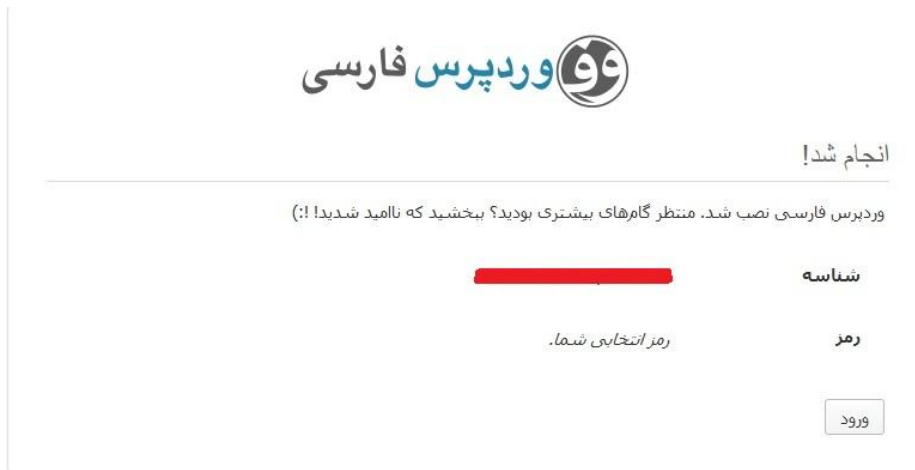 وردپرس فارسی
انجام شد!
وردپرس فارسی نصب شد. منتظر گام‌های بیشتری بودید؟ ببخشید که ناامید شدید! !:)
شناسه
رمز رمز انتخابی شما.
ورود